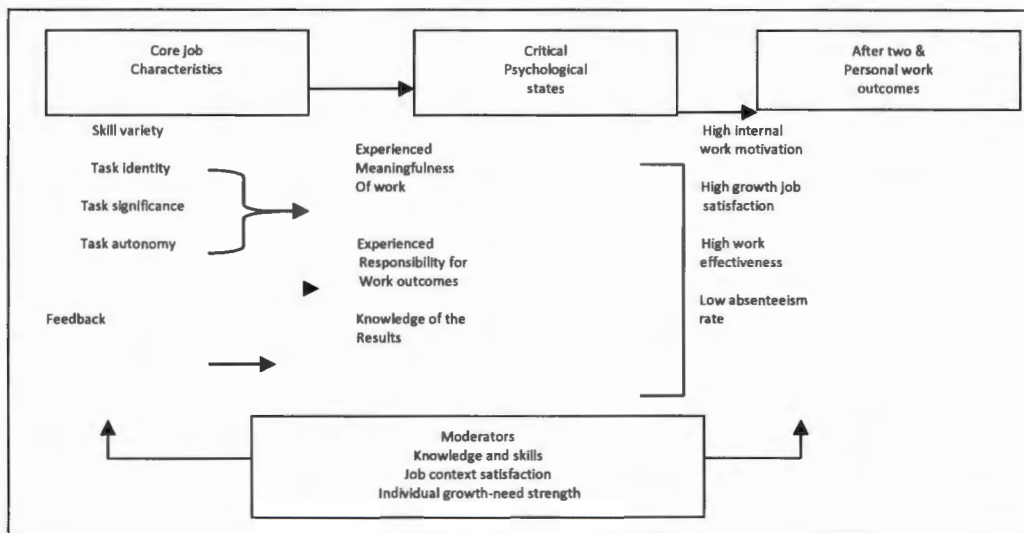 Core Job
Characteristics
Critical
Psychological
states
After two &
Personal work
outcomes
Skill variety
Task identity
Task significance
Task autonomy
Feedback
Experienced
Meaningfulness
Of work
Experienced
Responsibility for
Work outcomes
Knowledge of the
Results
High internal
work motivation
High growth job
satisfaction
High work
effectiveness
Low absenteeism
rate
Moderators
Knowledge and skills
Job context satisfaction
Individual growth-need strength